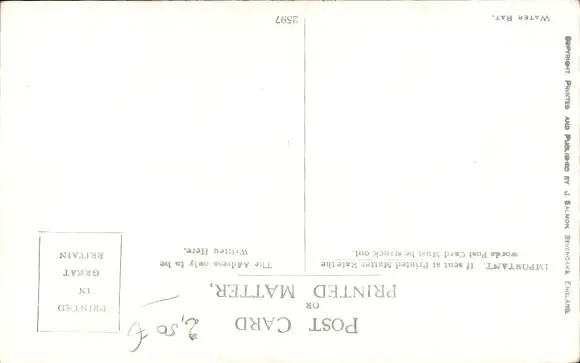 POST CARD
OR
PRINTED MATTER.
IMPORTANT. If sent at Printed Matter Rate the
words Post Card Must be struck out.
The Address only to be
Written Here.
PRINTED
IN
GREAT
BRITAIN
2,50 £
WATER RAT.
2597
COPYRIGHT. PRINTED AND PUBLISHED BY J. SALMON, SEVENOAKS, ENGLAND.